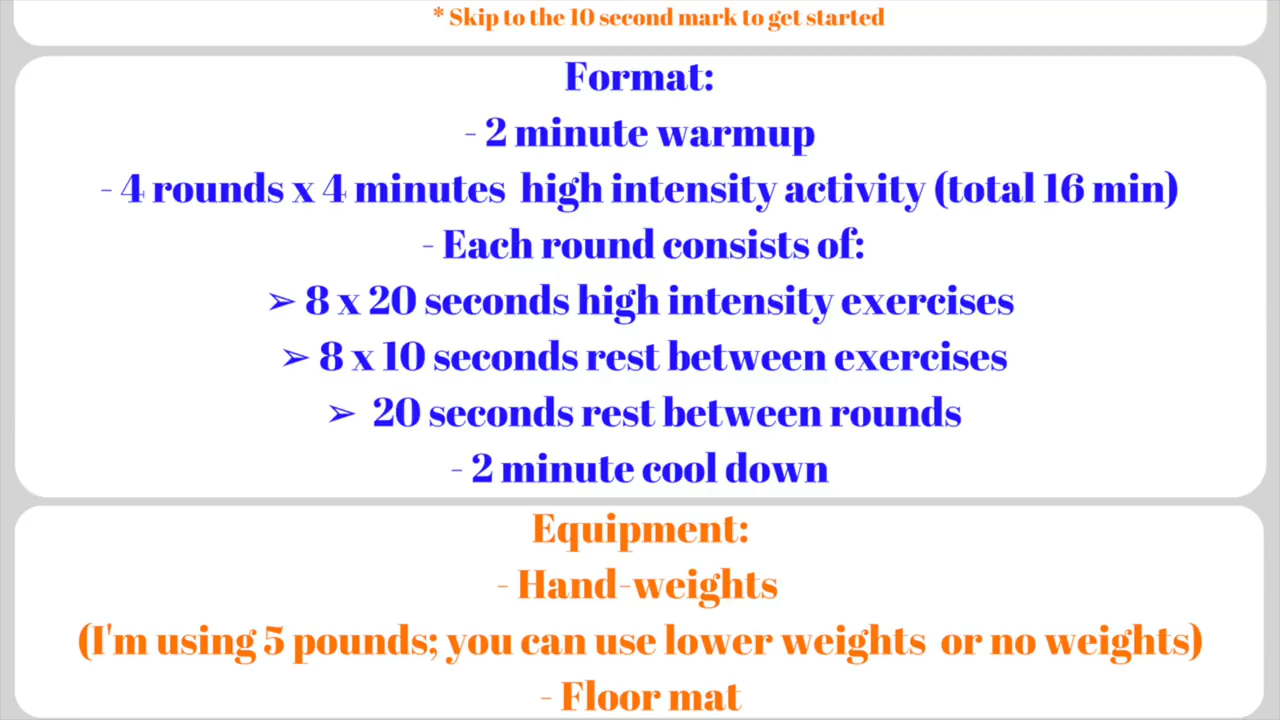 * Skip to the 10 second mark to get started
Format:
- 2 minute warmup
- 4 rounds x 4 minutes high intensity activity (total 16 min)
- Each round consists of:
➢ 8 x 20 seconds high intensity exercises
➢ 8 x 10 seconds rest between exercises
➢ 20 seconds rest between rounds
- 2 minute cool down
Equipment:
- Hand-weights
(I'm using 5 pounds; you can use lower weights or no weights)
- Floor mat